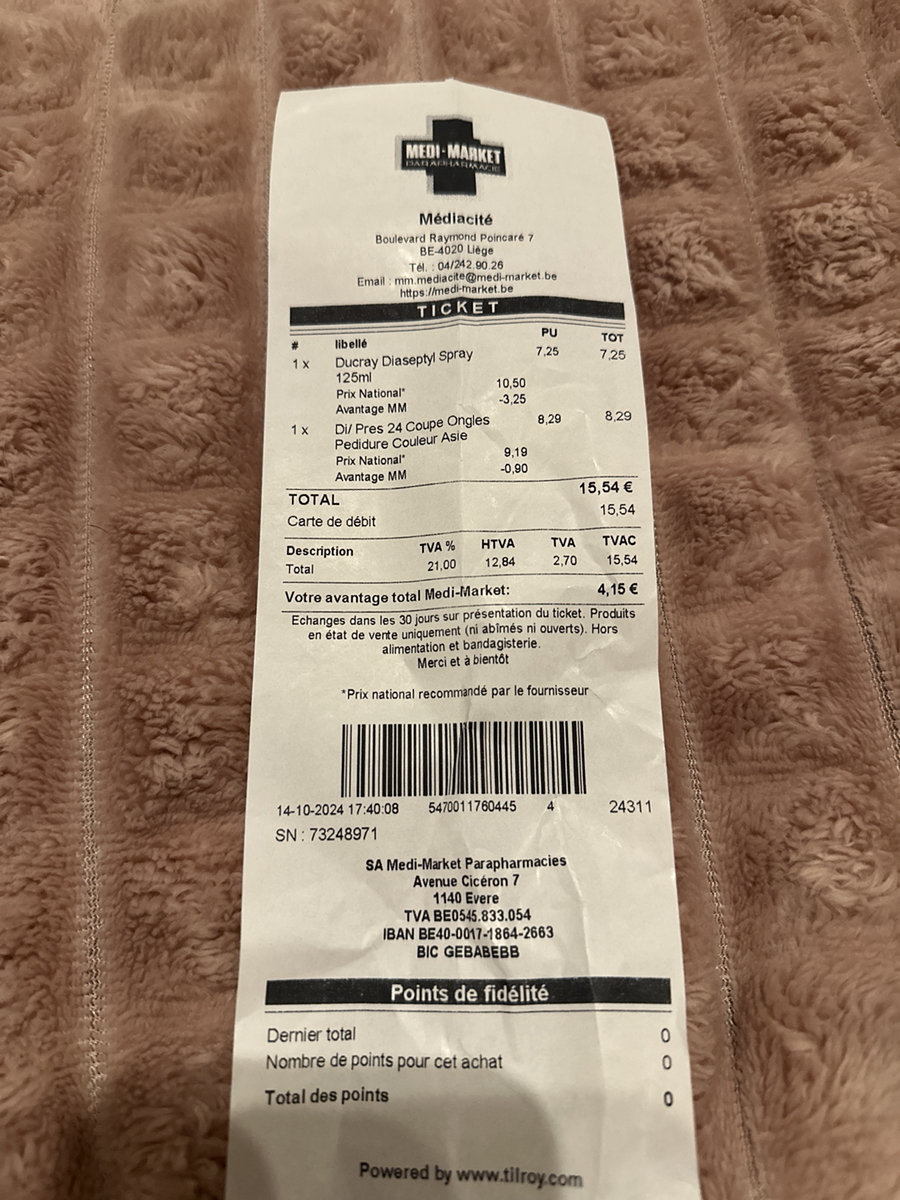 MEDI-MARKET
PARAPHARMACIE
Médiacité
Boulevard Raymond Poincaré 7
BE-4020 Liège
Tél. : 04/242.90.26
Email : mm.mediacite@medi-market.be
https://medi-market.be
TICKET
# libellé PU TOT
1 x Ducray Diaseptyl Spray 7,25 7,25
125ml
Prix National* 10,50
Avantage MM -3,25
1 x Di/ Pres 24 Coupe Ongles 8,29 8,29
Pedidure Couleur Asie
Prix National* 9,19
Avantage MM -0,90
TOTAL 15,54 €
Carte de débit 15,54
Description TVA % HTVA TVA TVAC
Total 21,00 12,84 2,70 15,54
Votre avantage total Medi-Market: 4,15 €
Echanges dans les 30 jours sur présentation du ticket. Produits
en état de vente uniquement (ni abîmés ni ouverts). Hors
alimentation et bandagisterie.
Merci et à bientôt
*Prix national recommandé par le fournisseur
14-10-2024 17:40:08 5470011760445 4 24311
SN : 73248971
SA Medi-Market Parapharmacies
Avenue Cicéron 7
1140 Evere
TVA BE0545.833.054
IBAN BE40-0017-1864-2663
BIC GEBABEBB
Points de fidélité
Dernier total 0
Nombre de points pour cet achat 0
Total des points 0
Powered by www.tilroy.com